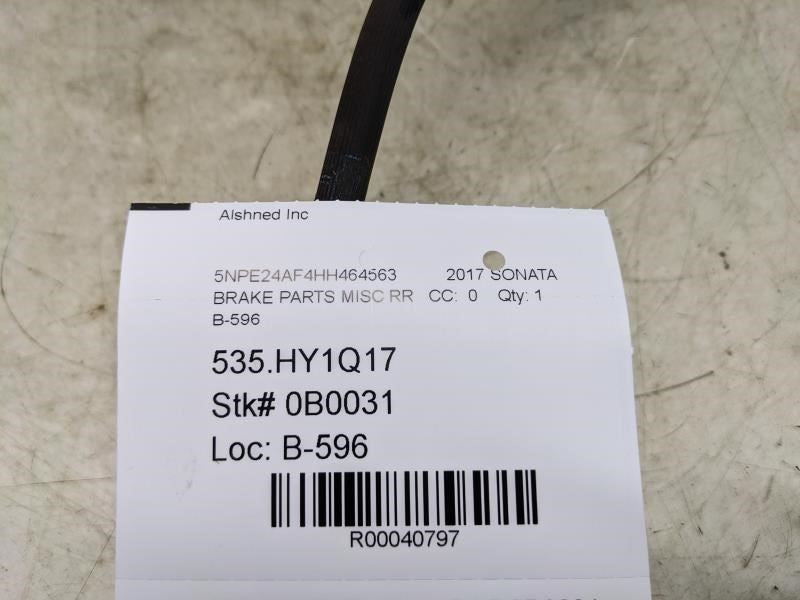 Alshned Inc
5NPE24AF4HH464563 2017 SONATA
BRAKE PARTS MISC RR CC: 0 Qty: 1
B-596
535.HY1Q17
Stk# 0B0031
Loc: B-596
R00040797